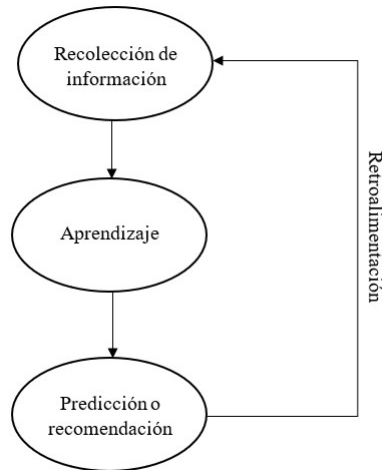 Recolección de
información
Aprendizaje
Retroalimentación
Predicción o
recomendación